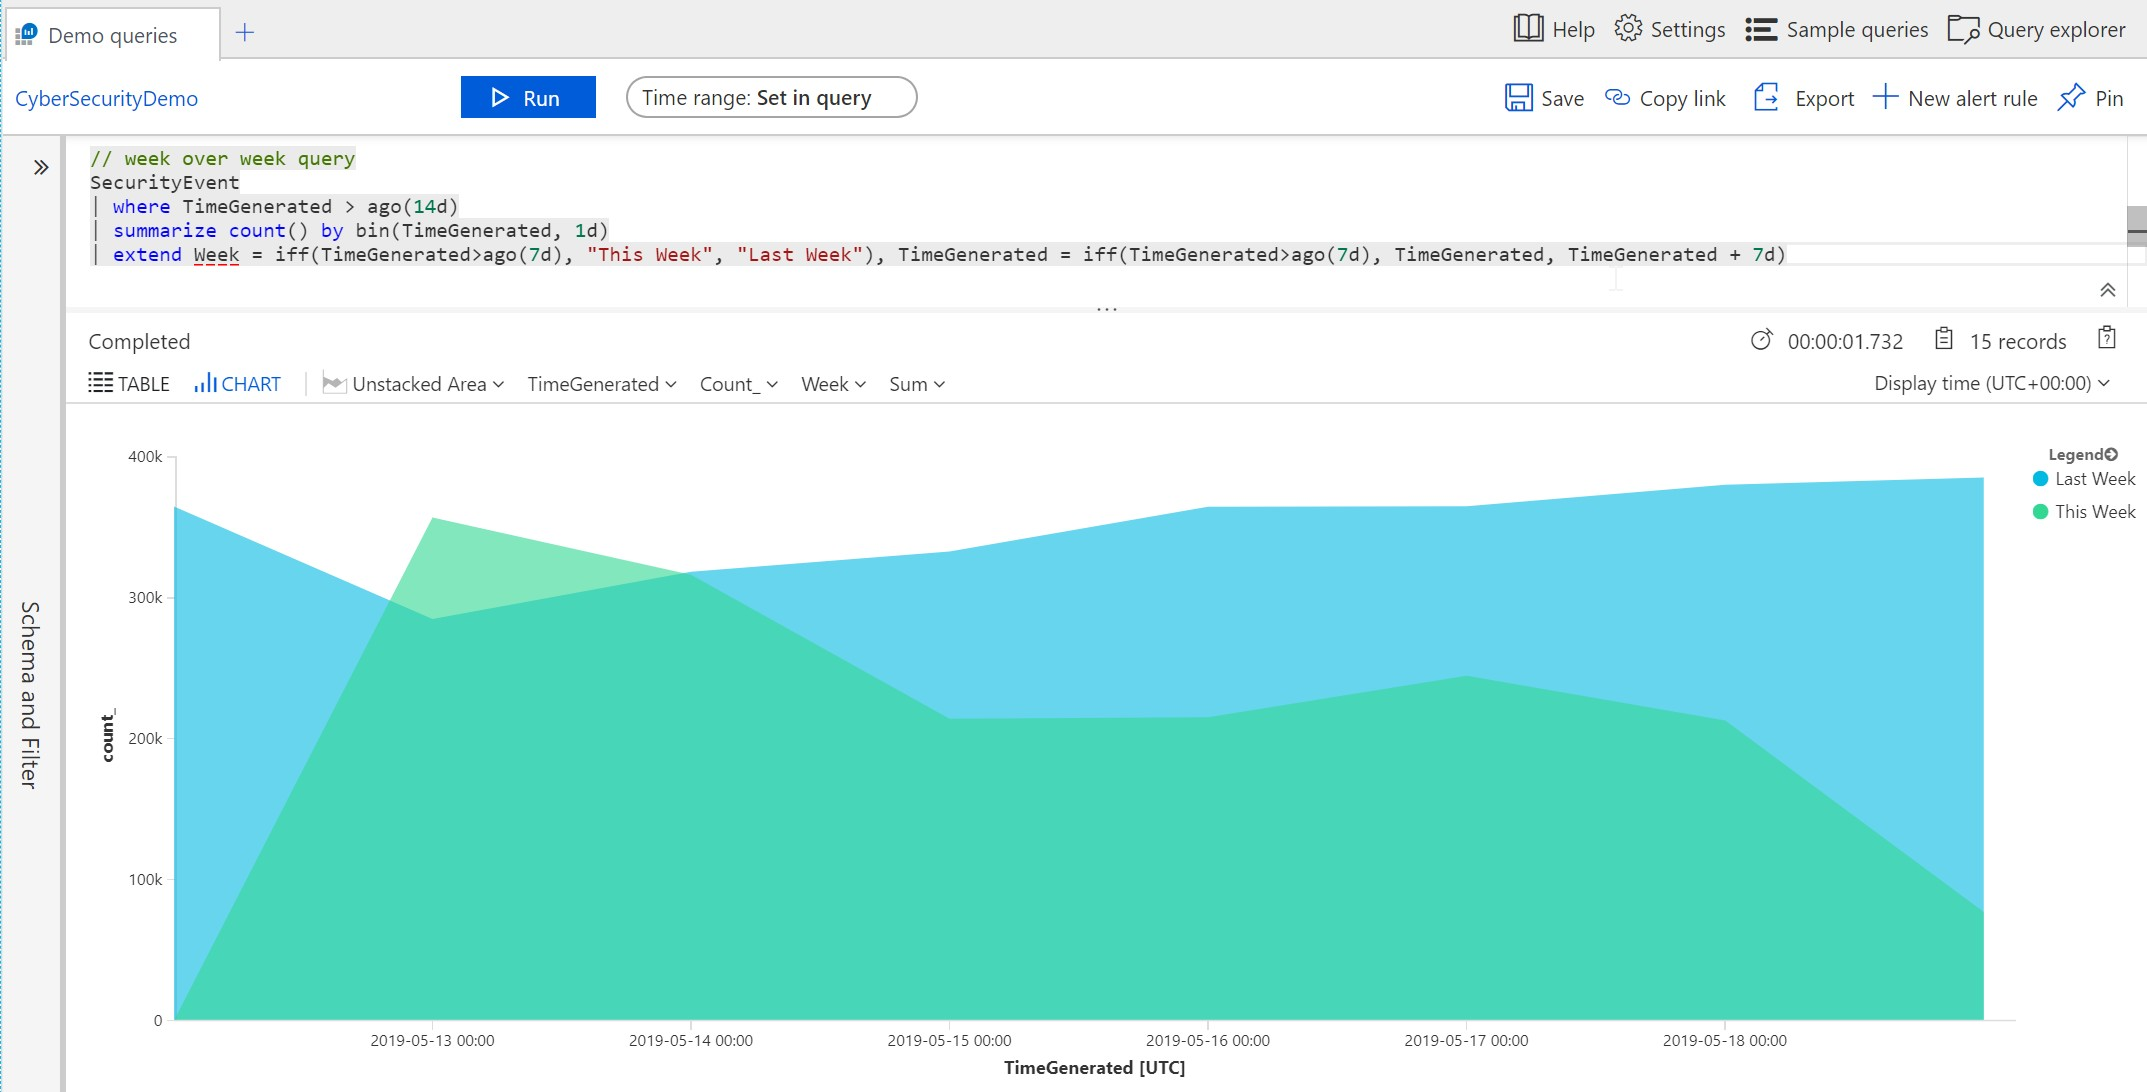 Demo queries
Help Settings Sample queries Query explorer
CyberSecurityDemo Run Time range: Set in query Save Copy link Export New alert rule Pin
// week over week query
SecurityEvent
| where TimeGenerated > ago(14d)
| summarize count() by bin(TimeGenerated, 1d)
| extend Week = iff(TimeGenerated>ago(7d), "This Week", "Last Week"), TimeGenerated = iff(TimeGenerated>ago(7d), TimeGenerated, TimeGenerated + 7d)
Schema and Filter
Completed 00:00:01.732 15 records
TABLE CHART Unstacked Area TimeGenerated Count_ Week Sum Display time (UTC+00:00)
Legend
Last Week
This Week
400k
300k
200k
100k
0
count_
2019-05-13 00:00 2019-05-14 00:00 2019-05-15 00:00 2019-05-16 00:00 2019-05-17 00:00 2019-05-18 00:00
TimeGenerated [UTC]